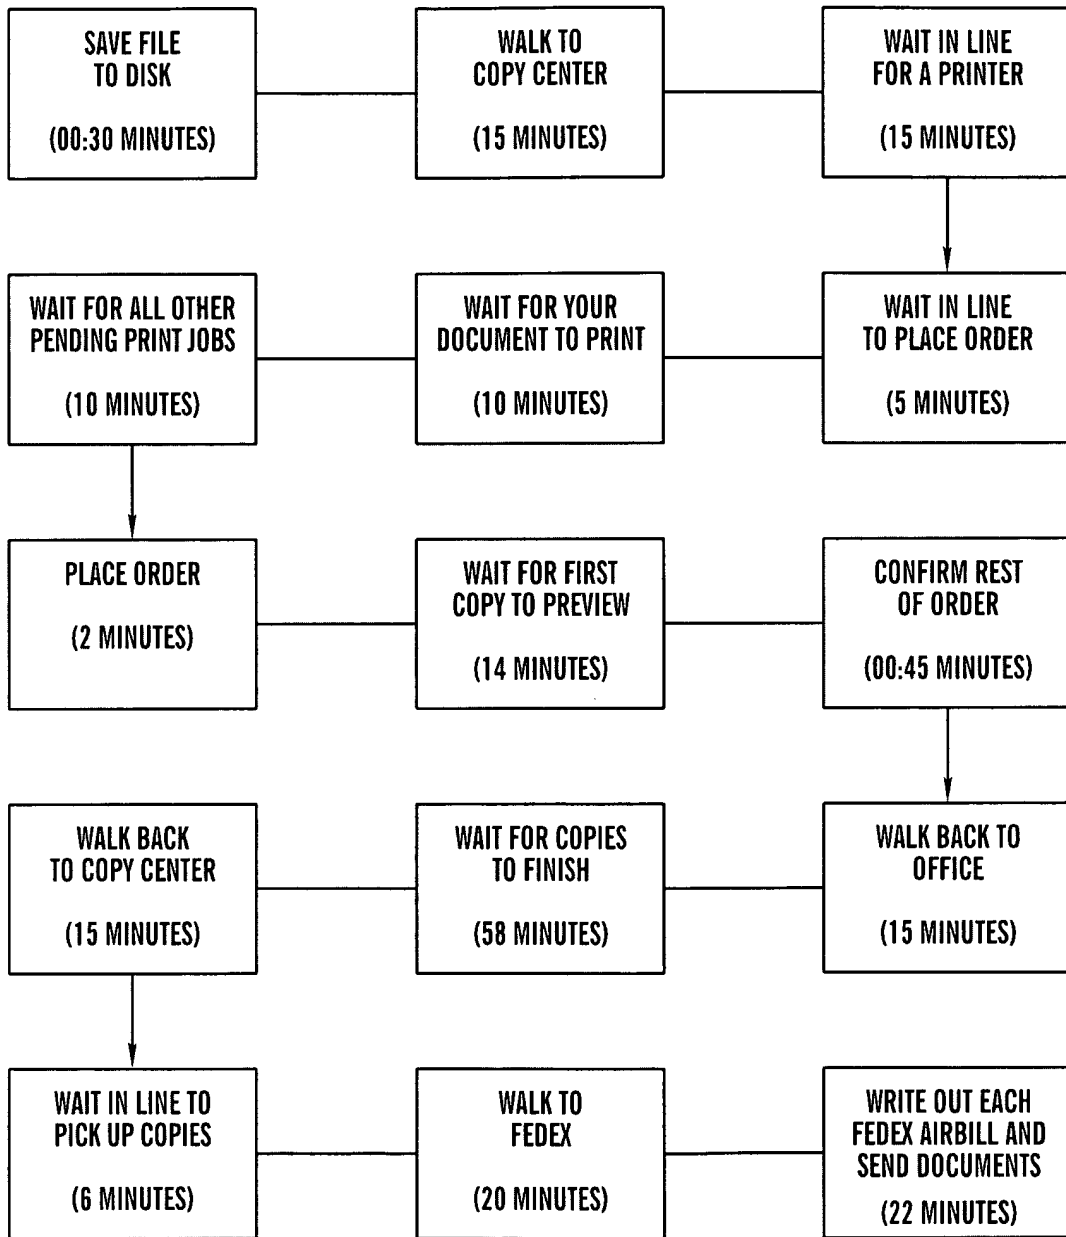 SAVE FILE
TO DISK
(00:30 MINUTES)
WALK TO
COPY CENTER
(15 MINUTES)
WAIT IN LINE
FOR A PRINTER
(15 MINUTES)
WAIT FOR ALL OTHER
PENDING PRINT JOBS
(10 MINUTES)
WAIT FOR YOUR
DOCUMENT TO PRINT
(10 MINUTES)
WAIT IN LINE
TO PLACE ORDER
(5 MINUTES)
PLACE ORDER
(2 MINUTES)
WAIT FOR FIRST
COPY TO PREVIEW
(14 MINUTES)
CONFIRM REST
OF ORDER
(00:45 MINUTES)
WALK BACK
TO COPY CENTER
(15 MINUTES)
WAIT FOR COPIES
TO FINISH
(58 MINUTES)
WALK BACK TO
OFFICE
(15 MINUTES)
WAIT IN LINE TO
PICK UP COPIES
(6 MINUTES)
WALK TO
FEDEX
(20 MINUTES)
WRITE OUT EACH
FEDEX AIRBILL AND
SEND DOCUMENTS
(22 MINUTES)